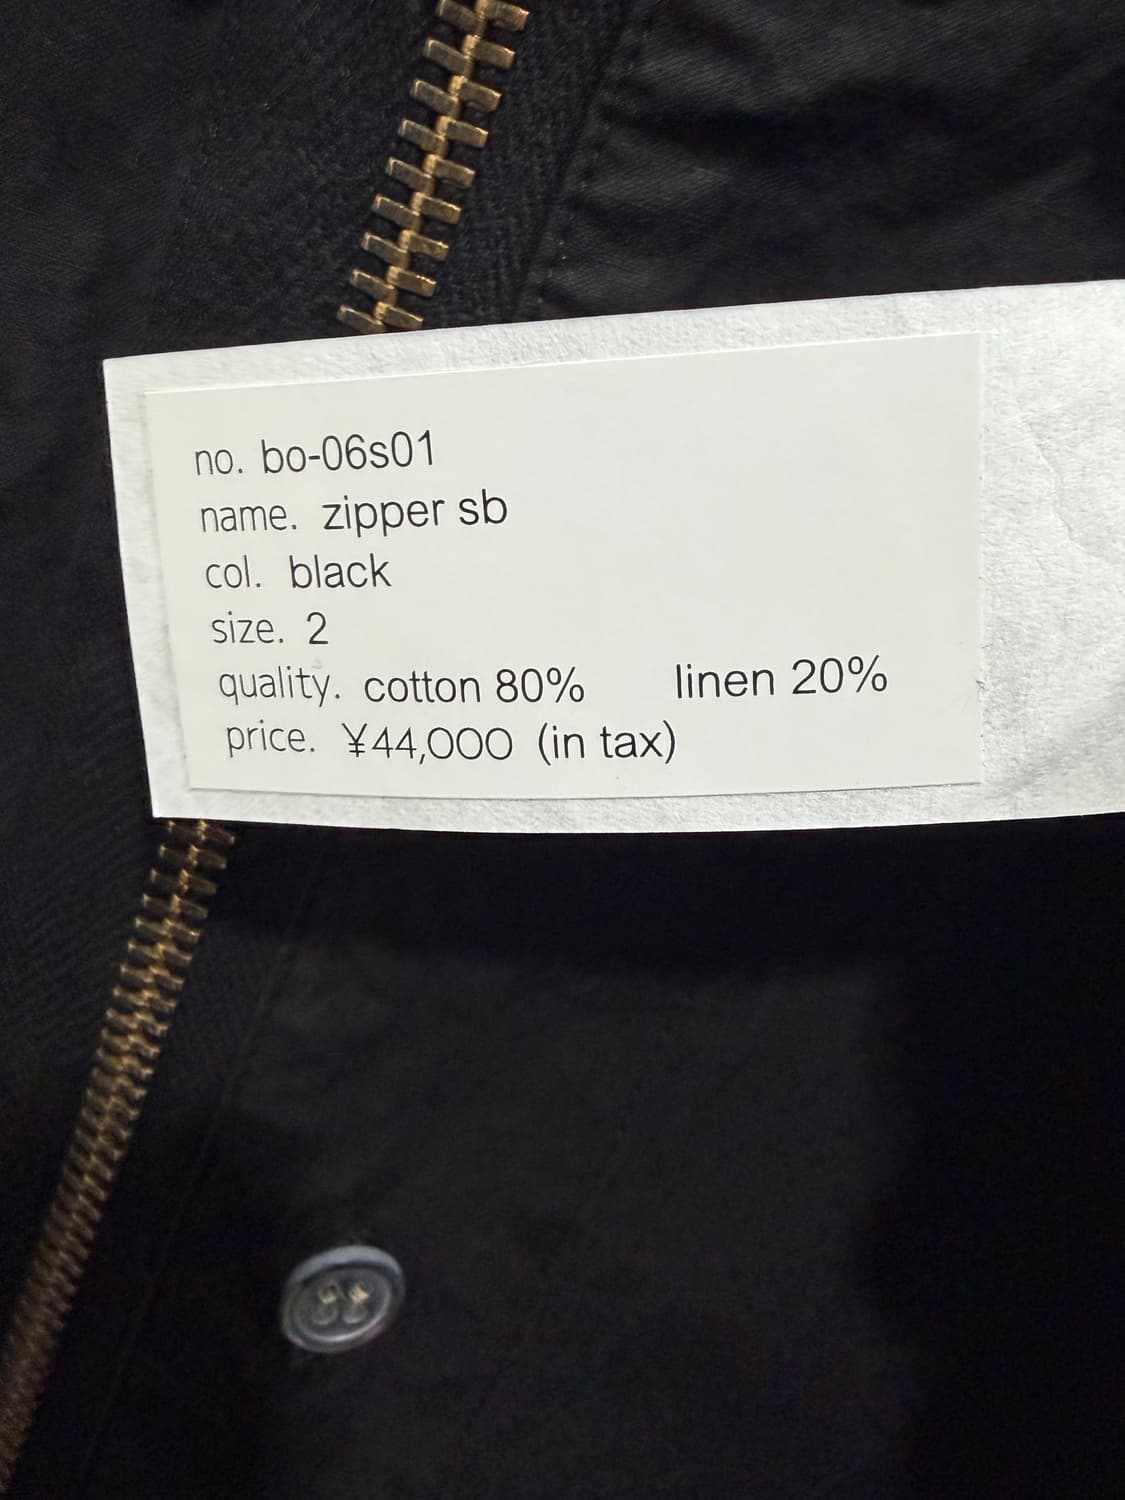 no. bo-06s01
name. zipper sb
col. black
size. 2
quality. cotton 80% linen 20%
price. ¥44,000 (in tax)